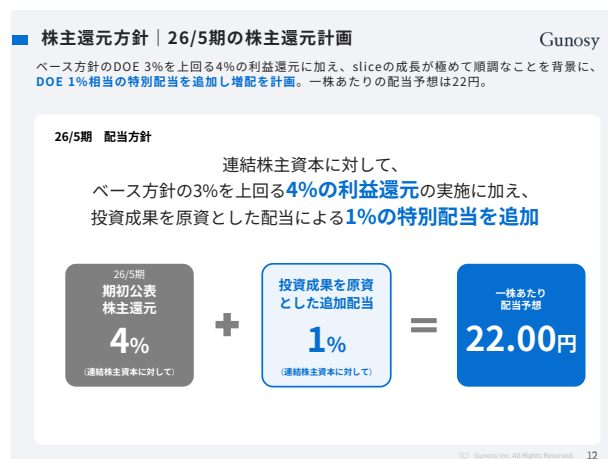 株主還元方針｜26/5期の株主還元計画
Gunosy
ベース方針のDOE 3%を上回る4%の利益還元に加え、sliceの成長が極めて順調なことを背景に、
DOE 1%相当の特別配当を追加し増配を計画。一株あたりの配当予想は22円。
26/5期　配当方針
連結株主資本に対して、
ベース方針の3%を上回る4%の利益還元の実施に加え、
投資成果を原資とした配当による1%の特別配当を追加
26/5期
期初公表
株主還元
4%
(連結株主資本に対して)
+
投資成果を原資
とした追加配当
1%
(連結株主資本に対して)
=
一株あたり
配当予想
22.00円
(C) Gunosy Inc. All Rights Reserved. 12